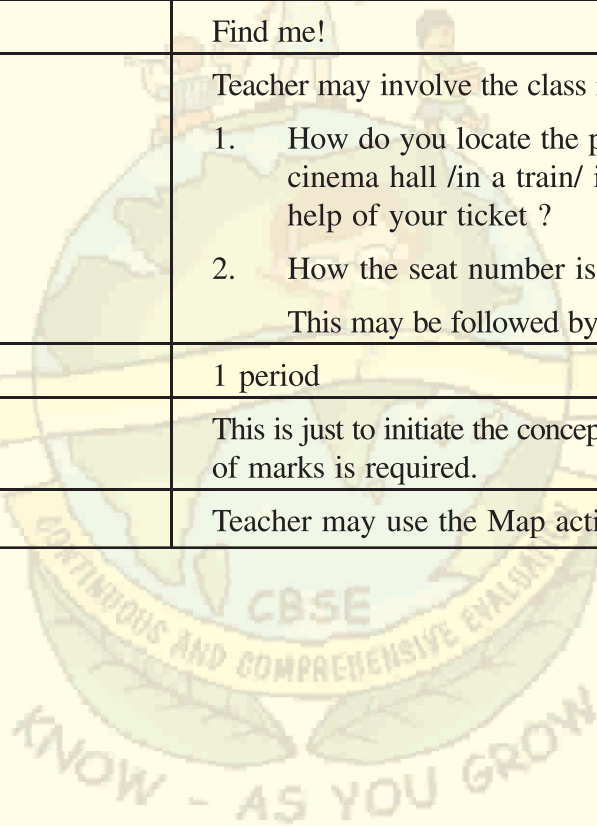 Find me!
Teacher may involve the class
1. How do you locate the
cinema hall /in a train/
help of your ticket ?
2. How the seat number is
This may be followed by
1 period
This is just to initiate the
of marks is required.
Teacher may use the Map
CBSE
CONTINUOUS AND COMPREHENSIVE EVALUATION
KNOW - AS YOU GROW